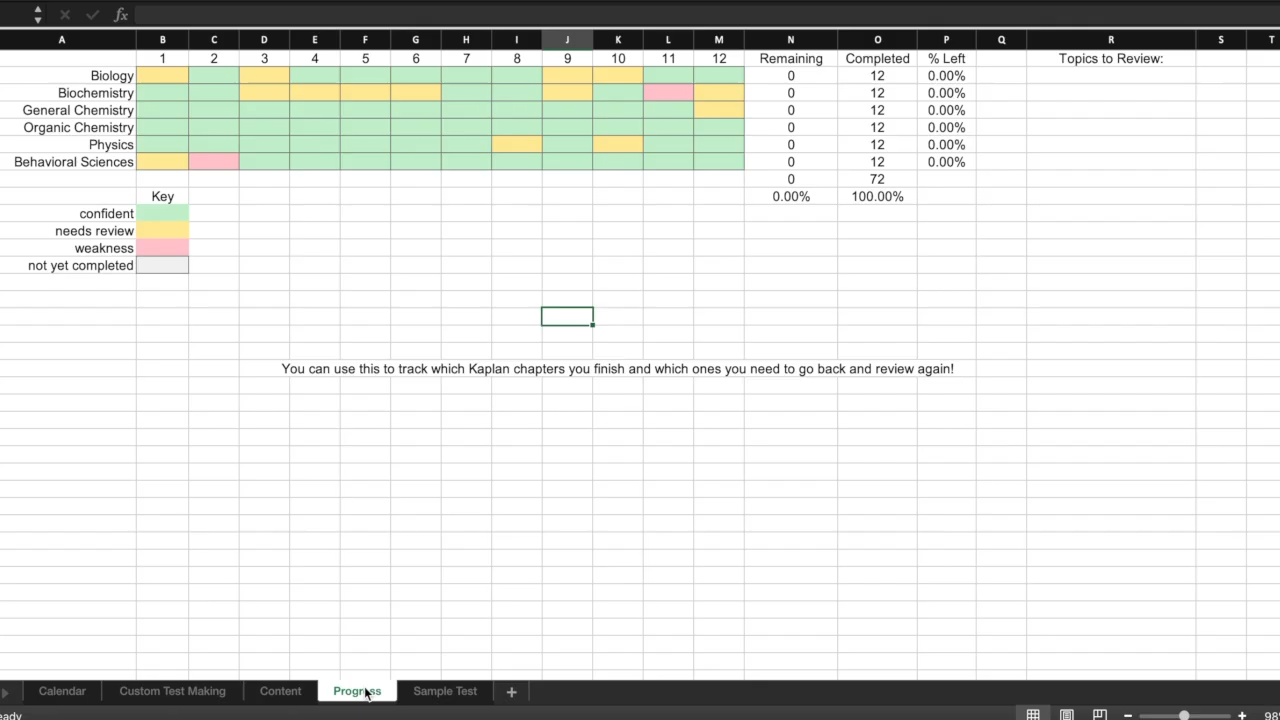 fx
A B C D E F G H I J K L M N O P Q R S T
1 2 3 4 5 6 7 8 9 10 11 12 Remaining Completed % Left Topics to Review:
Biology 0 12 0.00%
Biochemistry 0 12 0.00%
General Chemistry 0 12 0.00%
Organic Chemistry 0 12 0.00%
Physics 0 12 0.00%
Behavioral Sciences 0 12 0.00%
0 72
Key 0.00% 100.00%
confident
needs review
weakness
not yet completed
You can use this to track which Kaplan chapters you finish and which ones you need to go back and review again!
Calendar Custom Test Making Content Progress Sample Test +
eady − + 98